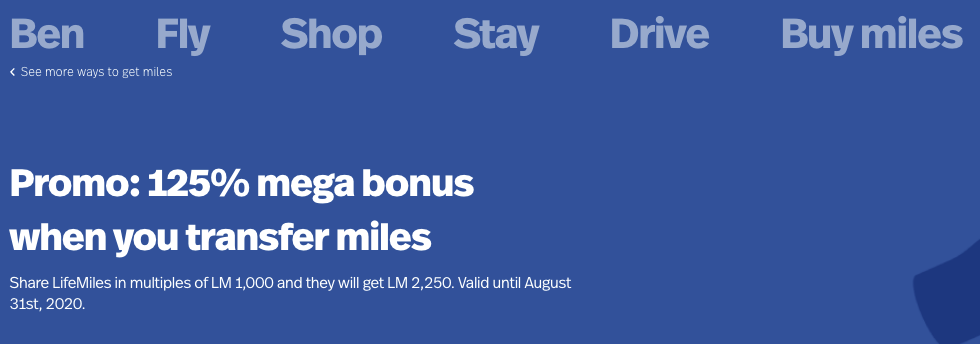 Ben Fly Shop Stay Drive Buy miles
See more ways to get miles
Promo: 125% mega bonus
when you transfer miles
Share LifeMiles in multiples of LM 1,000 and they will get LM 2,250. Valid until August
31st, 2020.